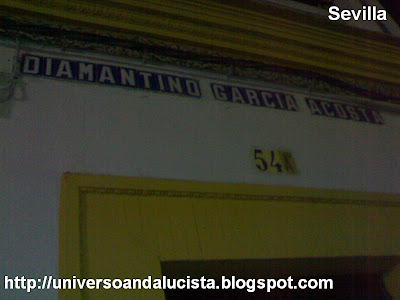 Sevilla
DIAMANTINO GARCIA ACOSTA
54
http://universoandalucista.blogspot.com